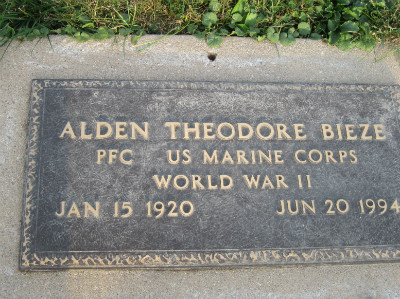 ALDEN THEODORE BIEZE
PFC US MARINE CORPS
WORLD WAR II
JAN 15 1920 JUN 20 1994